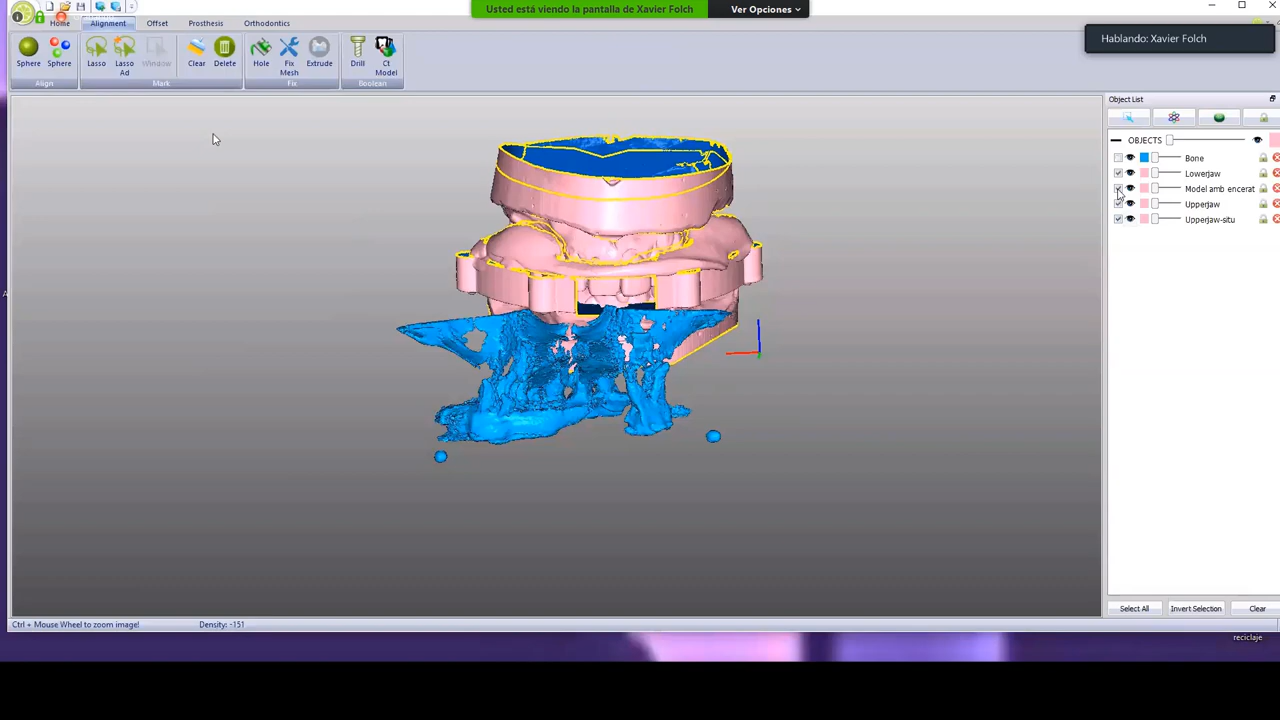 Usted está viendo la pantalla de Xavier Folch
Ver Opciones
Hablando: Xavier Folch
Home
Alignment
Offset
Prosthesis
Orthodontics
Sphere
Sphere
Lasso
Lasso Ad
Window
Clear
Delete
Hole
Fix Mesh
Extrude
Drill
Ct Model
Align
Mark
Fix
Boolean
Object List
OBJECTS
Bone
Lowerjaw
Model amb encerat
Upperjaw
Upperjaw-situ
Select All
Invert Selection
Clear
Ctrl + Mouse Wheel to zoom image!
Density: -151
reciclaje